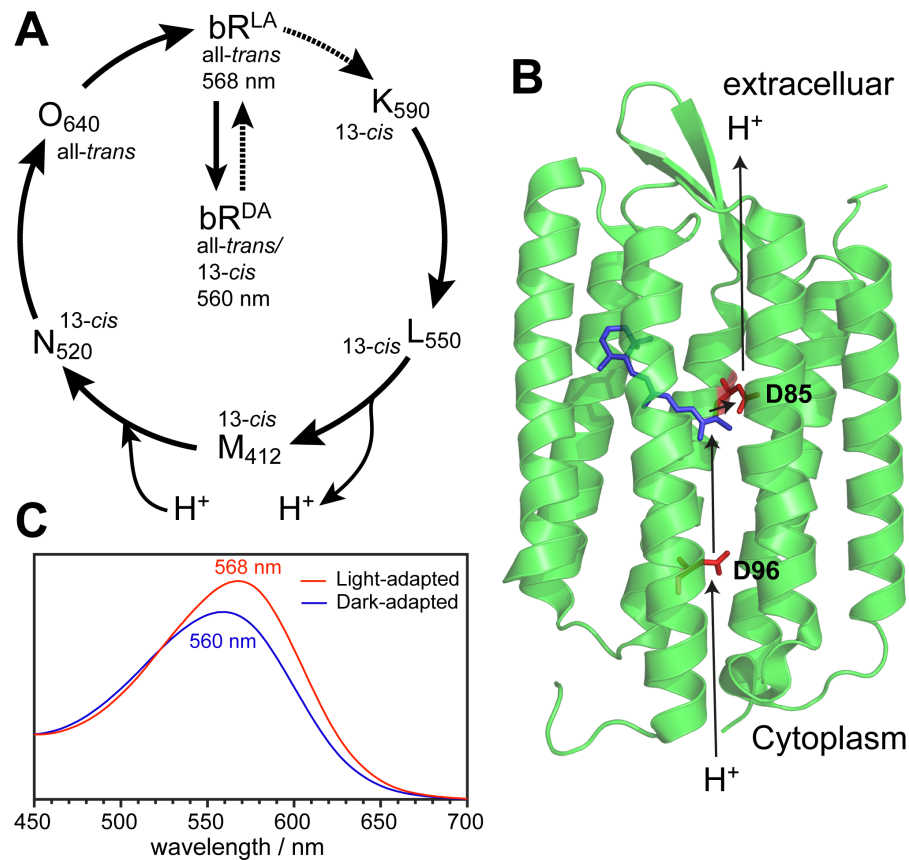 A
bR^LA
all-trans
568 nm
K₅₉₀
13-cis
O₆₄₀
all-trans
bR^DA
all-trans/
13-cis
560 nm
13-cis
N₅₂₀
13-cis
L₅₅₀
13-cis
M₄₁₂
H⁺
H⁺
B
extracelluar
H⁺
D85
D96
Cytoplasm
H⁺
C
568 nm
560 nm
Light-adapted
Dark-adapted
450 500 550 600 650 700
wavelength / nm